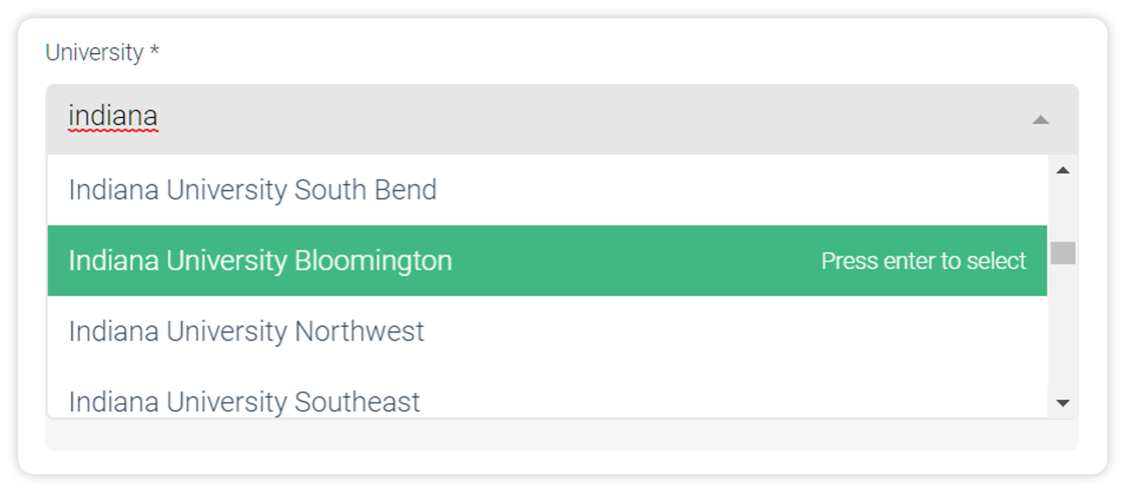 University *
indiana
Indiana University South Bend
Indiana University Bloomington Press enter to select
Indiana University Northwest
Indiana University Southeast